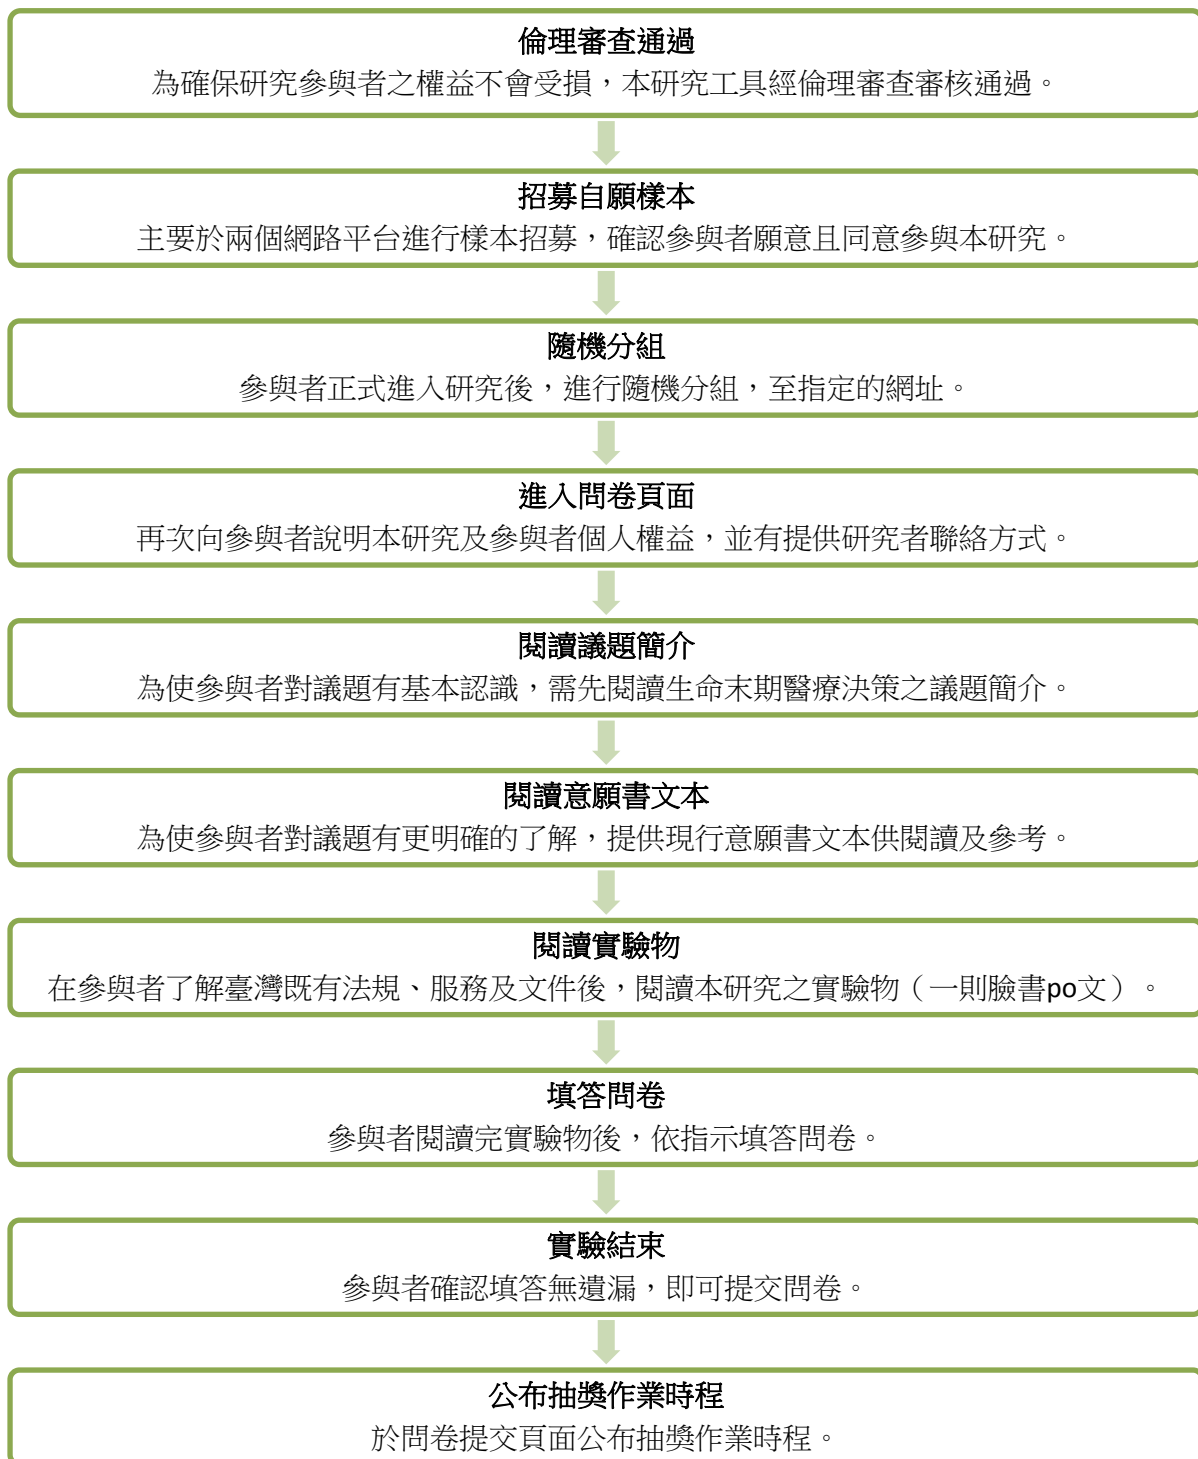 倫理審查通過
為確保研究參與者之權益不會受損，本研究工具經倫理審查審核通過。
招募自願樣本
主要於兩個網路平台進行樣本招募，確認參與者願意且同意參與本研究。
隨機分組
參與者正式進入研究後，進行隨機分組，至指定的網址。
進入問卷頁面
再次向參與者說明本研究及參與者個人權益，並有提供研究者聯絡方式。
閱讀議題簡介
為使參與者對議題有基本認識，需先閱讀生命末期醫療決策之議題簡介。
閱讀意願書文本
為使參與者對議題有更明確的了解，提供現行意願書文本供閱讀及參考。
閱讀實驗物
在參與者了解臺灣既有法規、服務及文件後，閱讀本研究之實驗物（一則臉書po文）。
填答問卷
參與者閱讀完實驗物後，依指示填答問卷。
實驗結束
參與者確認填答無遺漏，即可提交問卷。
公布抽獎作業時程
於問卷提交頁面公布抽獎作業時程。